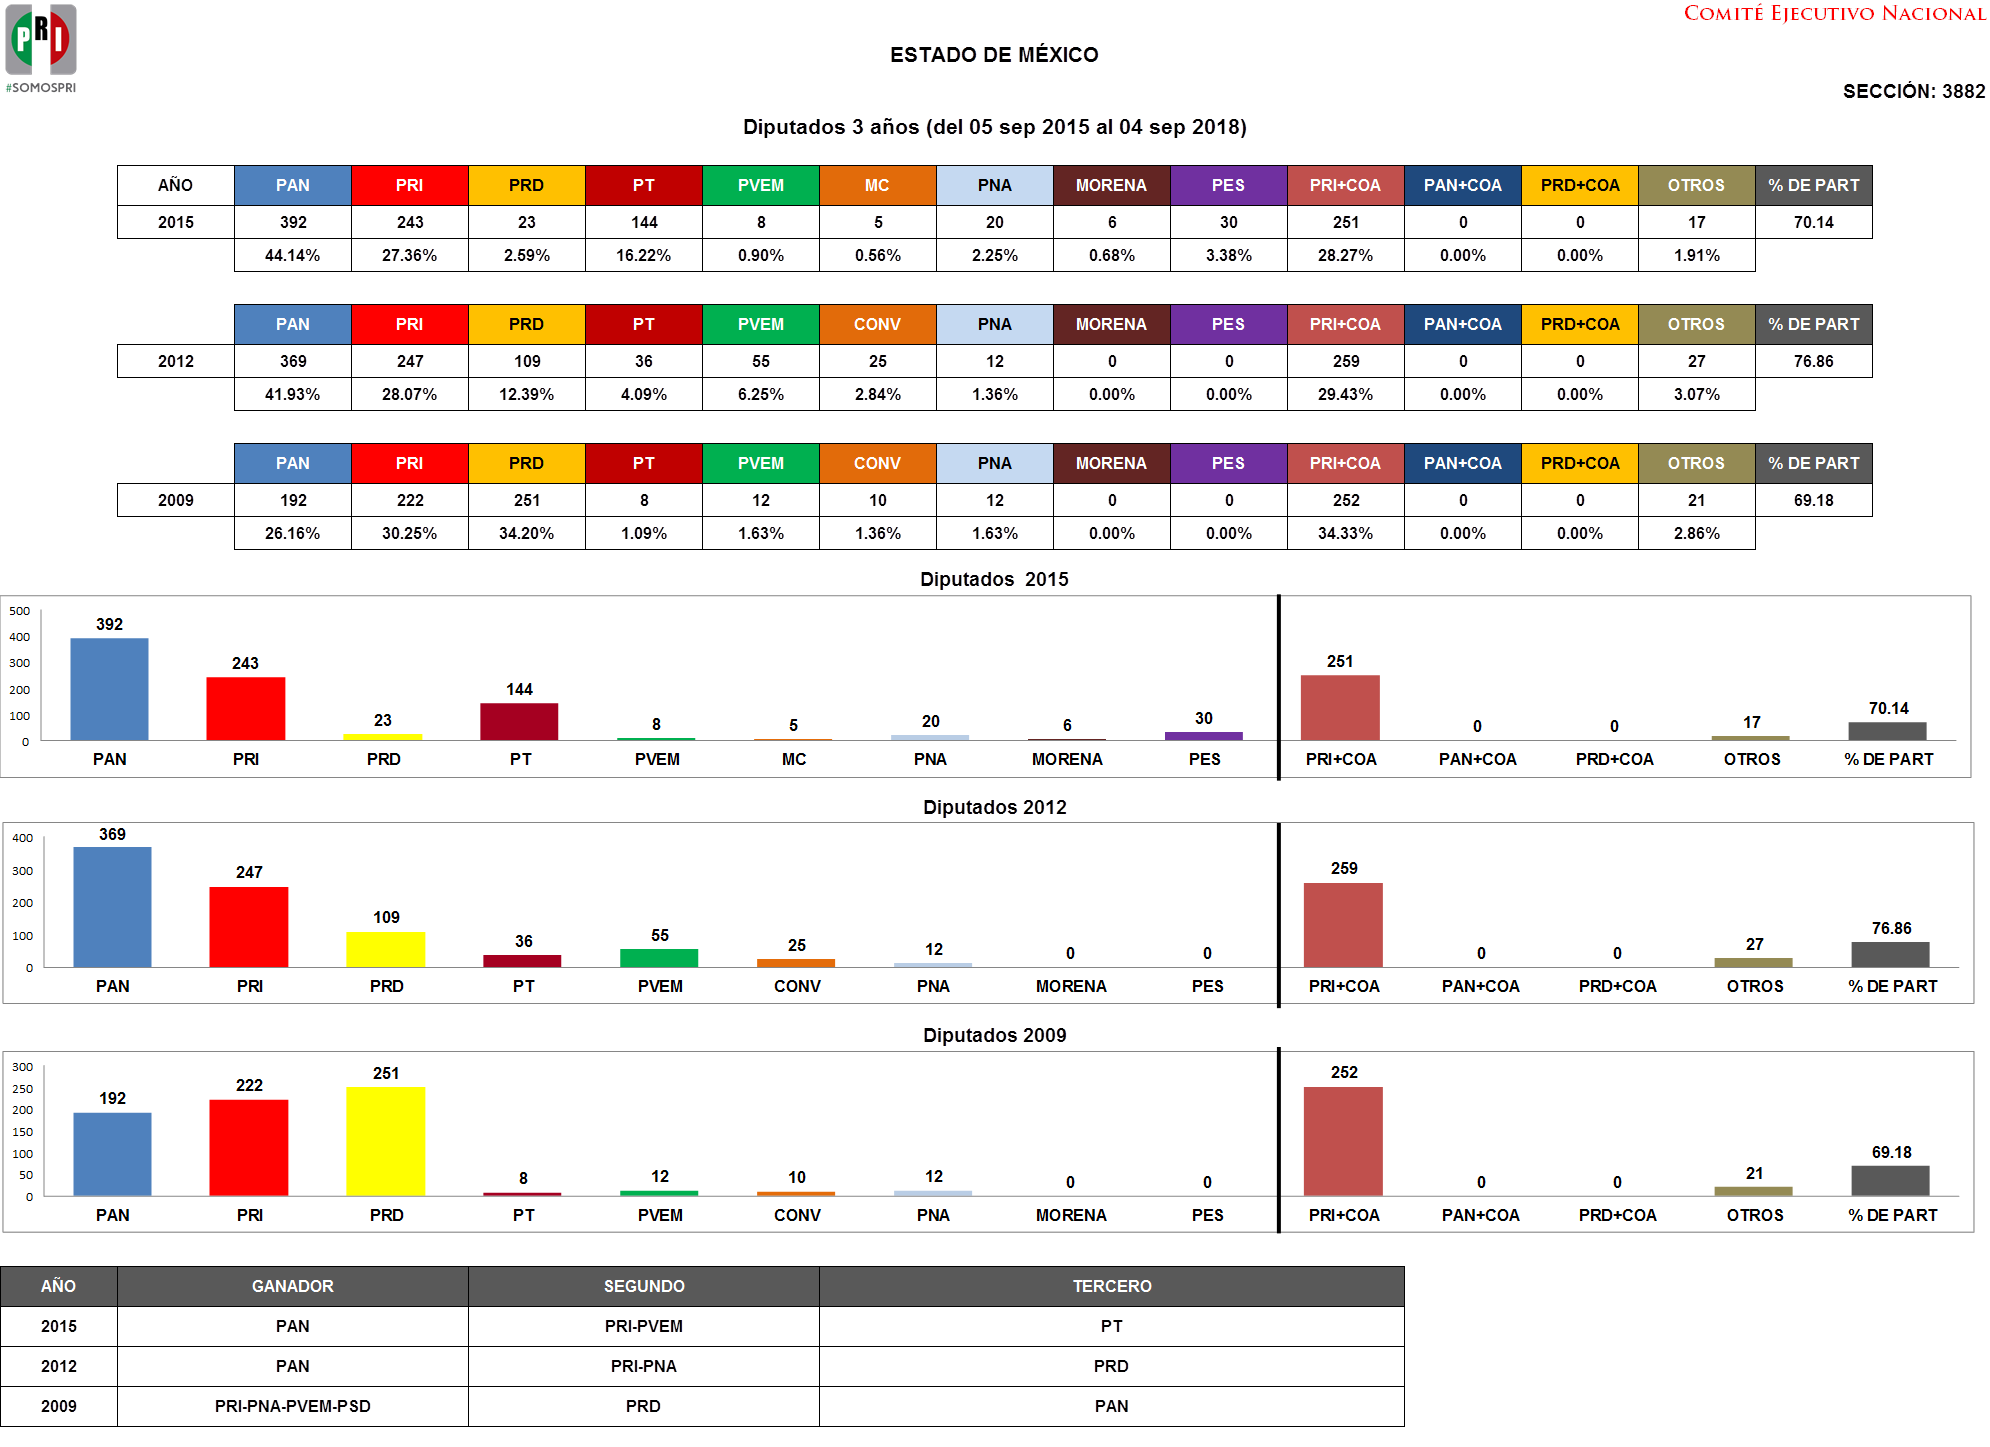 PRI
#SOMOSPRI
COMITÉ EJECUTIVO NACIONAL
ESTADO DE MÉXICO
SECCIÓN: 3882
Diputados 3 años (del 05 sep 2015 al 04 sep 2018)
AÑO PAN PRI PRD PT PVEM MC PNA MORENA PES PRI+COA PAN+COA PRD+COA OTROS % DE PART
2015 392 243 23 144 8 5 20 6 30 251 0 0 17 70.14
44.14% 27.36% 2.59% 16.22% 0.90% 0.56% 2.25% 0.68% 3.38% 28.27% 0.00% 0.00% 1.91%
PAN PRI PRD PT PVEM CONV PNA MORENA PES PRI+COA PAN+COA PRD+COA OTROS % DE PART
2012 369 247 109 36 55 25 12 0 0 259 0 0 27 76.86
41.93% 28.07% 12.39% 4.09% 6.25% 2.84% 1.36% 0.00% 0.00% 29.43% 0.00% 0.00% 3.07%
PAN PRI PRD PT PVEM CONV PNA MORENA PES PRI+COA PAN+COA PRD+COA OTROS % DE PART
2009 192 222 251 8 12 10 12 0 0 252 0 0 21 69.18
26.16% 30.25% 34.20% 1.09% 1.63% 1.36% 1.63% 0.00% 0.00% 34.33% 0.00% 0.00% 2.86%
Diputados 2015
500
400
300
200
100
0
392 243 23 144 8 5 20 6 30 251 0 0 17 70.14
PAN PRI PRD PT PVEM MC PNA MORENA PES PRI+COA PAN+COA PRD+COA OTROS % DE PART
Diputados 2012
400
300
200
100
0
369 247 109 36 55 25 12 0 0 259 0 0 27 76.86
PAN PRI PRD PT PVEM CONV PNA MORENA PES PRI+COA PAN+COA PRD+COA OTROS % DE PART
Diputados 2009
300
250
200
150
100
50
0
192 222 251 8 12 10 12 0 0 252 0 0 21 69.18
PAN PRI PRD PT PVEM CONV PNA MORENA PES PRI+COA PAN+COA PRD+COA OTROS % DE PART
AÑO GANADOR SEGUNDO TERCERO
2015 PAN PRI-PVEM PT
2012 PAN PRI-PNA PRD
2009 PRI-PNA-PVEM-PSD PRD PAN